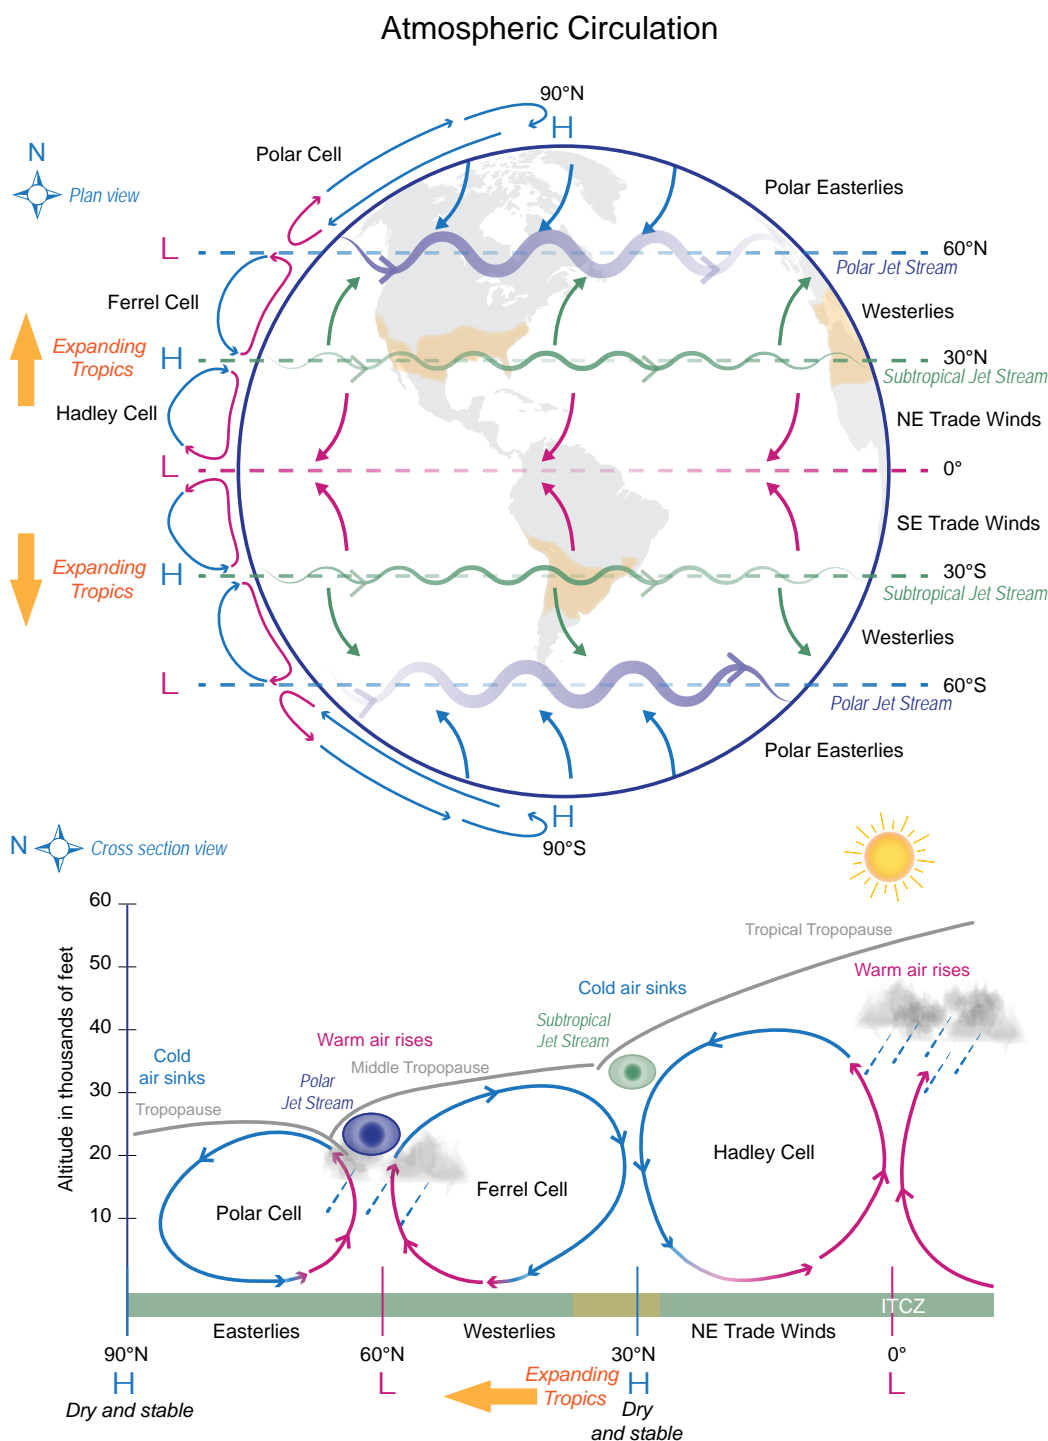 Atmospheric Circulation
90°N
H
Polar Cell
N
Plan view
Polar Easterlies
L
60°N
Polar Jet Stream
Ferrel Cell
Westerlies
Expanding
Tropics
H
30°N
Subtropical Jet Stream
Hadley Cell
NE Trade Winds
L
0°
SE Trade Winds
Expanding
Tropics
H
30°S
Subtropical Jet Stream
Westerlies
L
60°S
Polar Jet Stream
Polar Easterlies
H
90°S
N
Cross section view
Altitude in thousands of feet
60
50
40
30
20
10
Tropical Tropopause
Warm air rises
Cold air sinks
Subtropical
Jet Stream
Warm air rises
Middle Tropopause
Cold
air sinks
Polar
Jet Stream
Tropopause
Hadley Cell
Ferrel Cell
Polar Cell
ITCZ
Easterlies
Westerlies
NE Trade Winds
90°N
60°N
30°N
0°
H
L
Expanding
Tropics
H
L
Dry and stable
Dry
and stable